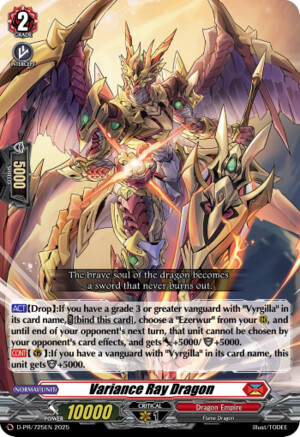 2
GRADE
INTERCEPT
5000
SHIELD
The brave soul of the dragon becomes
a sword that never burns out.
ACT【Drop】:If you have a grade 3 or greater vanguard with "Vyrgilla" in its
card name, [bind this card], choose a "Ezerwur" from your , and
until end of your opponent's next turn, that unit cannot be chosen by
your opponent's card effects, and gets +5000/ +5000.
CONT【 】:If you have a vanguard with "Vyrgilla" in its card name, this
unit gets +5000.
NORMAL UNIT
Variance Ray Dragon
POWER 10000
CRITICAL 1
Dragon Empire
Flame Dragon
D-PR/725EN 2025
Illust/TODEE